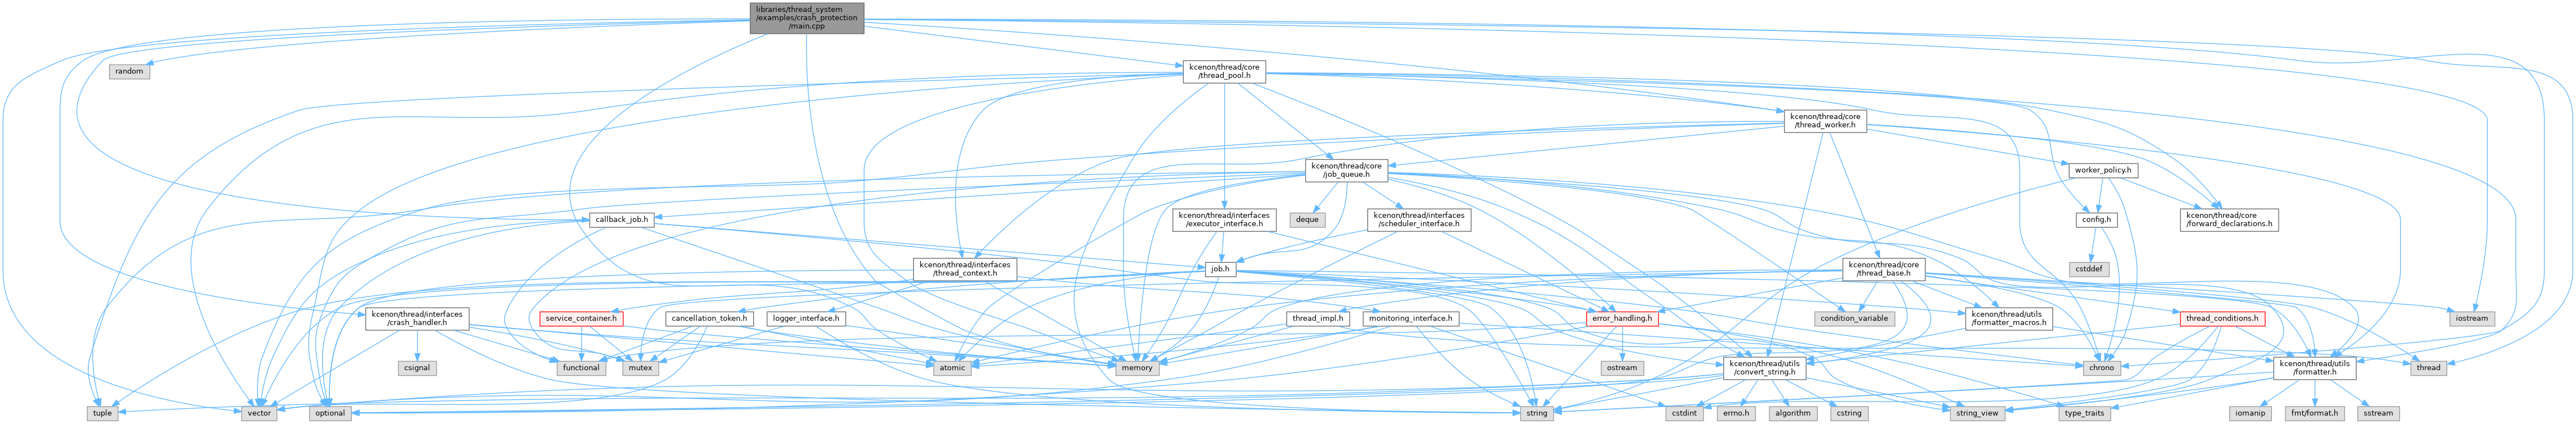 libraries/thread_system
/examples/crash_protection
/main.cpp
random
kcenon/thread/core
/thread_pool.h
kcenon/thread/core
/thread_worker.h
kcenon/thread/core
/job_queue.h
worker_policy.h
callback_job.h
deque
kcenon/thread/interfaces
/executor_interface.h
kcenon/thread/interfaces
/scheduler_interface.h
config.h
kcenon/thread/core
/forward_declarations.h
kcenon/thread/interfaces
/thread_context.h
job.h
kcenon/thread/core
/thread_base.h
cstddef
kcenon/thread/interfaces
/crash_handler.h
service_container.h
cancellation_token.h
logger_interface.h
thread_impl.h
monitoring_interface.h
error_handling.h
condition_variable
kcenon/thread/utils
/formatter_macros.h
thread_conditions.h
iostream
csignal
functional
mutex
atomic
memory
ostream
kcenon/thread/utils
/convert_string.h
chrono
kcenon/thread/utils
/formatter.h
thread
tuple
vector
optional
string
cstdint
errno.h
algorithm
cstring
string_view
type_traits
iomanip
fmt/format.h
sstream